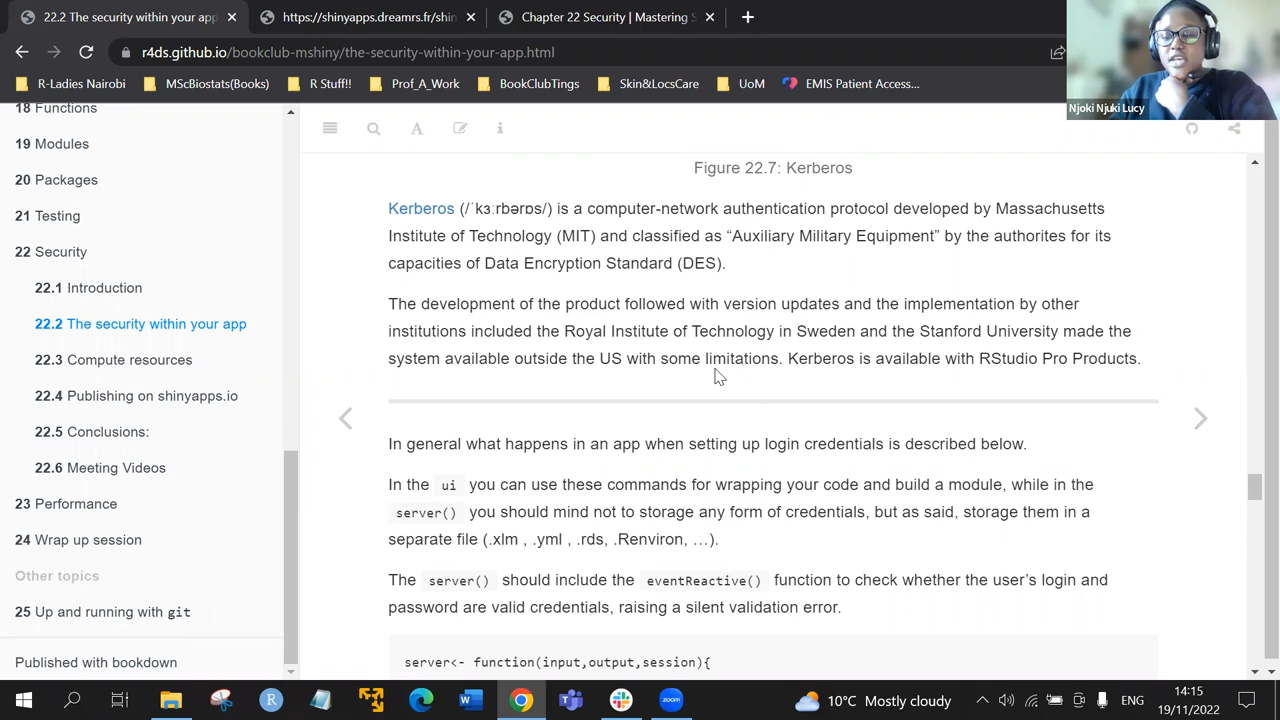 22.2 The security within your app
https://shinyapps.dreamrs.fr/shin
Chapter 22 Security | Mastering S
r4ds.github.io/bookclub-mshiny/the-security-within-your-app.html
R-Ladies Nairobi
MScBiostats(Books)
R Stuff!!
Prof_A_Work
BookClubTings
Skin&LocsCare
UoM
EMIS Patient Access...
Njoki Njuki Lucy
18 Functions
19 Modules
20 Packages
21 Testing
22 Security
22.1 Introduction
22.2 The security within your app
22.3 Compute resources
22.4 Publishing on shinyapps.io
22.5 Conclusions:
22.6 Meeting Videos
23 Performance
24 Wrap up session
Other topics
25 Up and running with git
Published with bookdown
Figure 22.7: Kerberos
Kerberos (/ˈkɜːrbərɒs/) is a computer-network authentication protocol developed by Massachusetts
Institute of Technology (MIT) and classified as “Auxiliary Military Equipment” by the authorites for its
capacities of Data Encryption Standard (DES).
The development of the product followed with version updates and the implementation by other
institutions included the Royal Institute of Technology in Sweden and the Stanford University made the
system available outside the US with some limitations. Kerberos is available with RStudio Pro Products.
In general what happens in an app when setting up login credentials is described below.
In the ui you can use these commands for wrapping your code and build a module, while in the
server() you should mind not to storage any form of credentials, but as said, storage them in a
separate file (.xlm , .yml , .rds, .Renviron, …).
The server() should include the eventReactive() function to check whether the user’s login and
password are valid credentials, raising a silent validation error.
server<- function(input,output,session){
10°C Mostly cloudy
ENG
14:15
19/11/2022